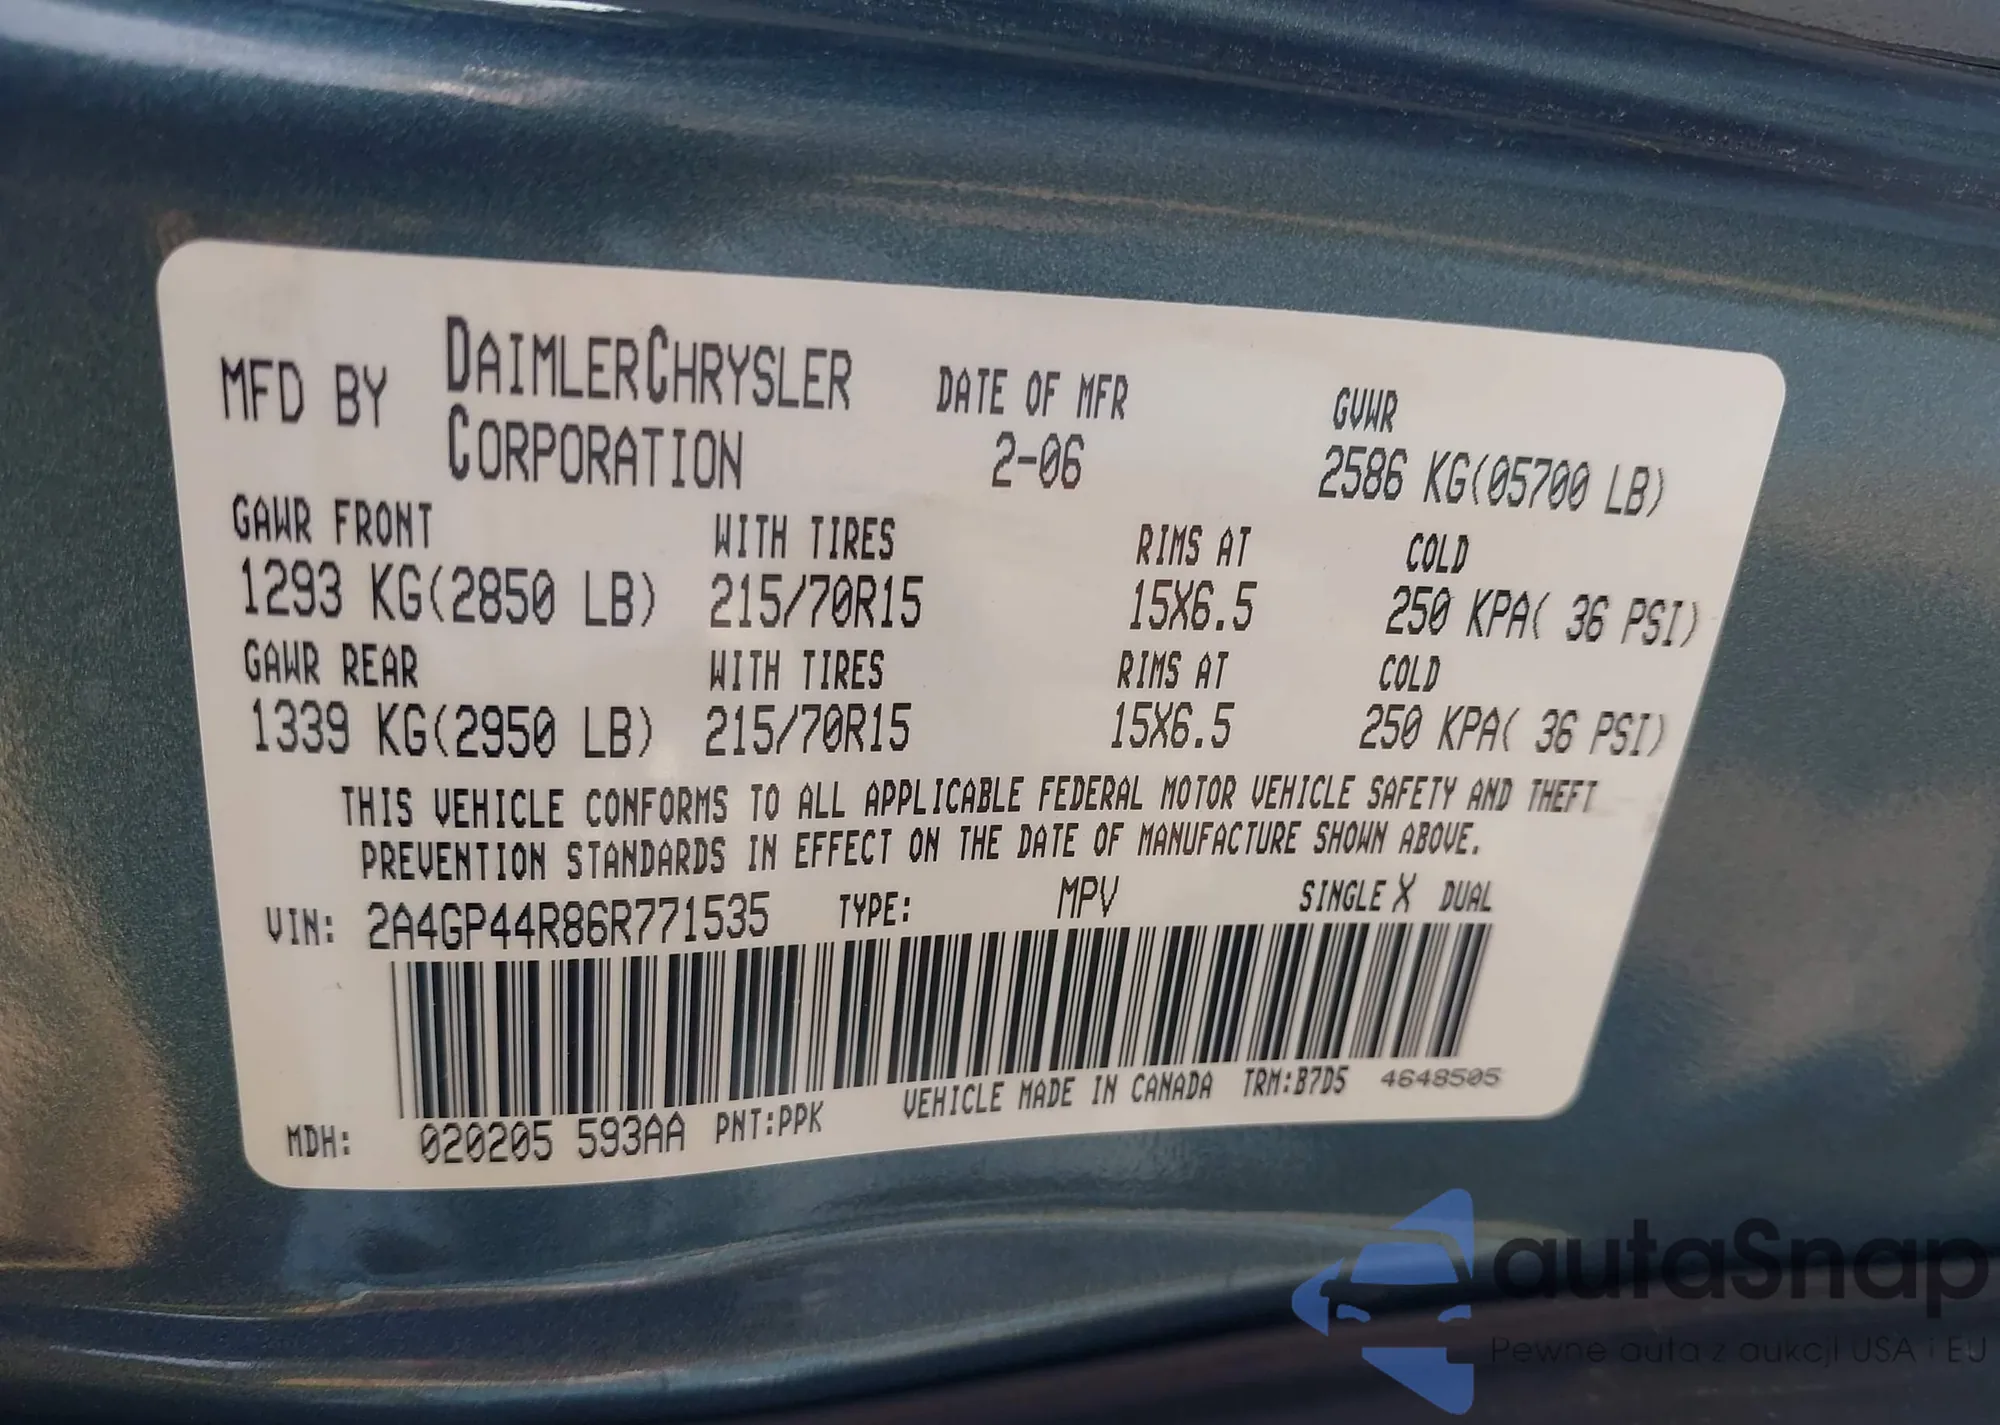 MFD BY DAIMLERCHRYSLER CORPORATION DATE OF MFR 2-06 GVWR 2586 KG(05700 LB)
GAWR FRONT WITH TIRES RIMS AT COLD
1293 KG(2850 LB) 215/70R15 15X6.5 250 KPA( 36 PSI)
GAWR REAR WITH TIRES RIMS AT COLD
1339 KG(2950 LB) 215/70R15 15X6.5 250 KPA( 36 PSI)
THIS VEHICLE CONFORMS TO ALL APPLICABLE FEDERAL MOTOR VEHICLE SAFETY AND THEFT
PREVENTION STANDARDS IN EFFECT ON THE DATE OF MANUFACTURE SHOWN ABOVE.
VIN: 2A4GP44R86R771535 TYPE: MPV SINGLE X DUAL
MDH: 020205 593AA PNT:PPK VEHICLE MADE IN CANADA TRM:B7D5 4648505
autaSnap
Pewne auta z aukcji USA i EU